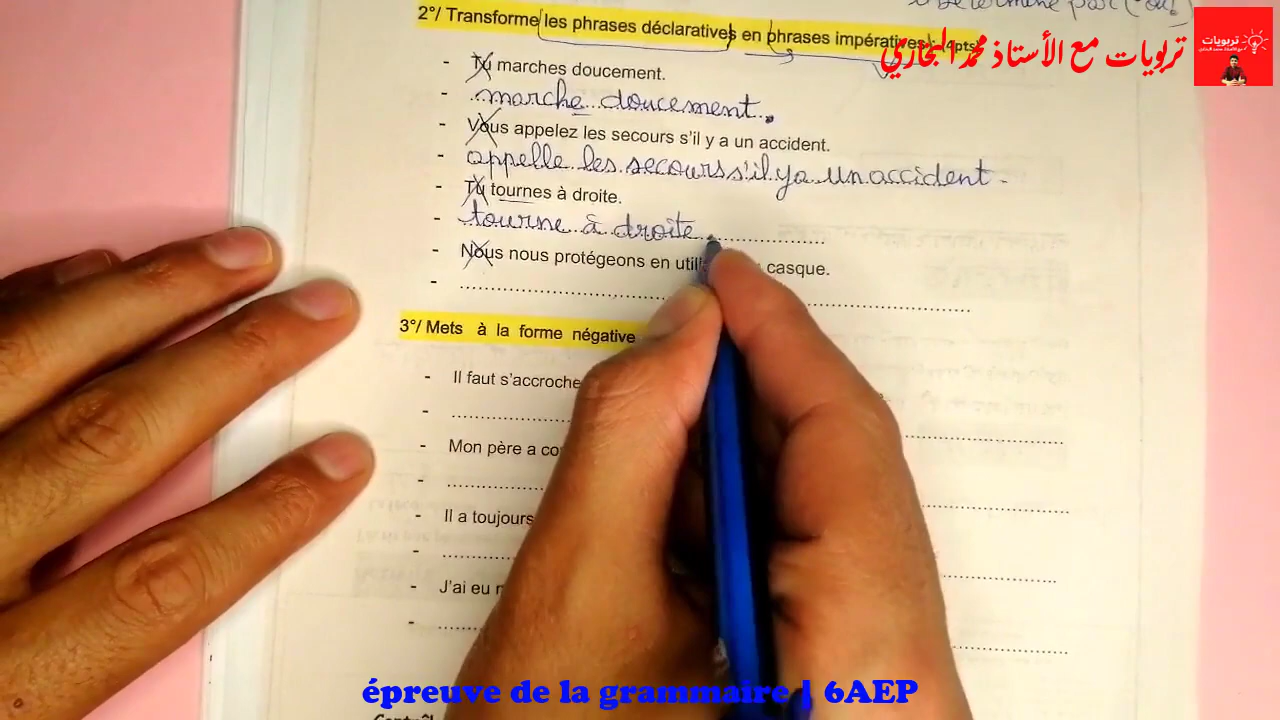 2°/ Transforme les phrases déclaratives en phrases impératives : (4pts)
تربويات مع الأستاذ محمد البخاري
تربويات
- Tu marches doucement.
- marche doucement.
- Vous appelez les secours s'il y a un accident.
- appelle les secours s'il y a un accident.
- Tu tournes à droite.
- tourne à droite.
- Nous nous protégeons en casque.
- 
3°/ Mets à la forme négative
- Il faut s'accroche
- Mon père a
- Il a toujours
- J'ai eu
épreuve de la grammaire | 6AEP